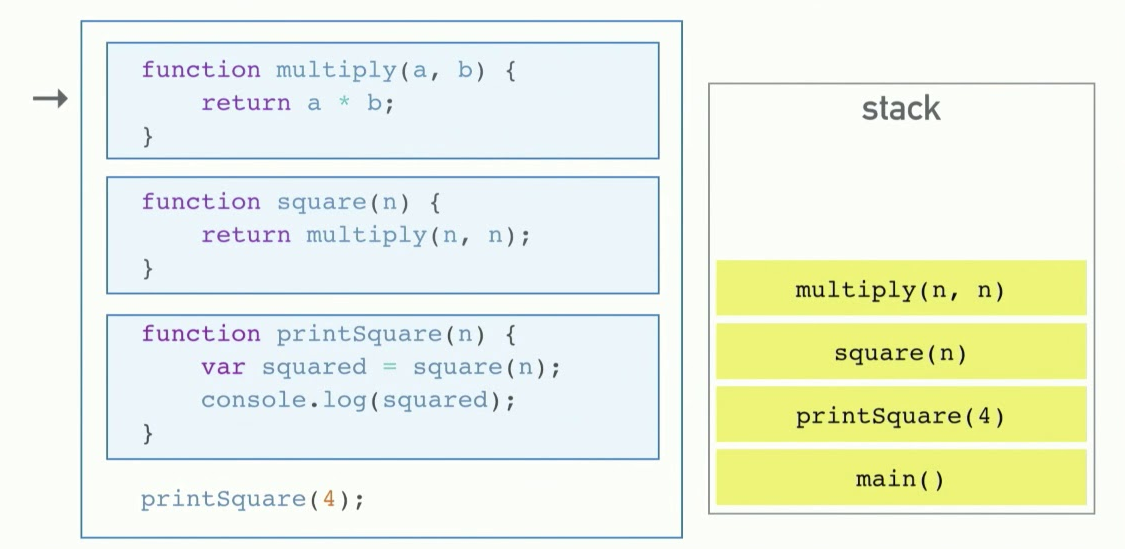 function multiply(a, b) {
    return a * b;
}
function square(n) {
    return multiply(n, n);
}
function printSquare(n) {
    var squared = square(n);
    console.log(squared);
}
printSquare(4);
stack
multiply(n, n)
square(n)
printSquare(4)
main()